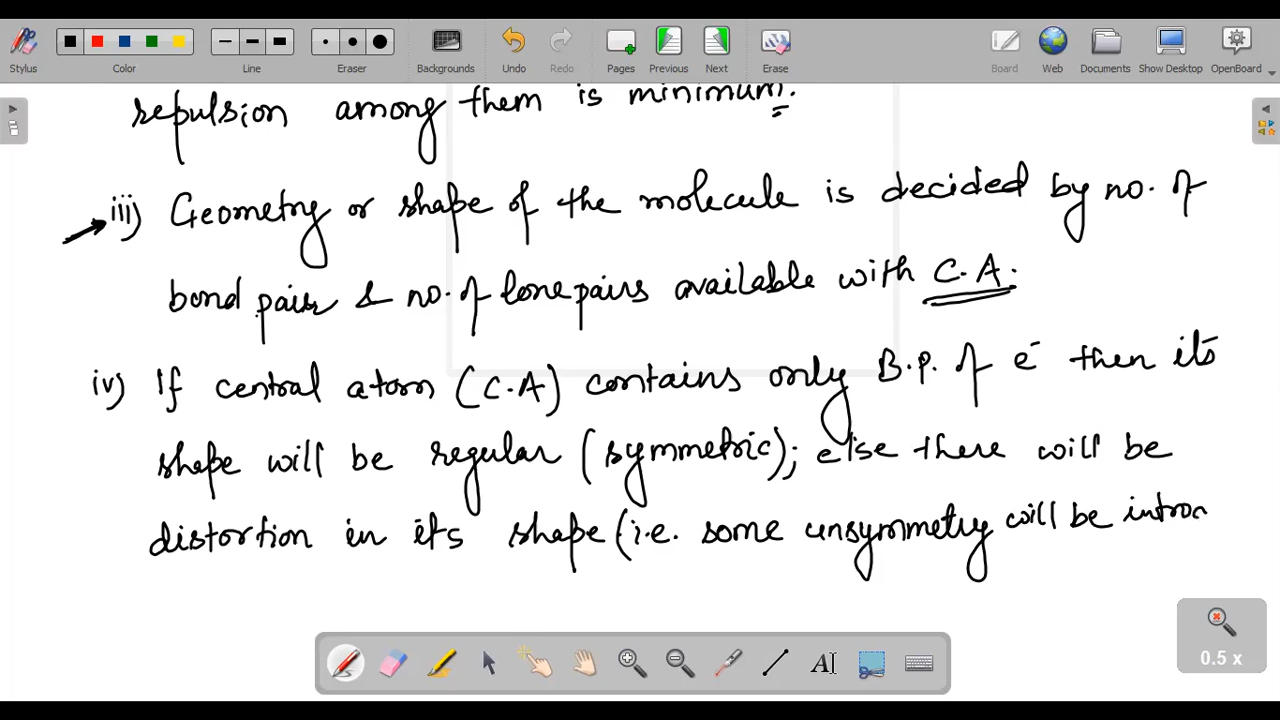 Stylus Color Line Eraser Backgrounds Undo Redo Pages Previous Next Erase Board Web Documents Show Desktop OpenBoard
repulsion among them is minimum.
iii) Geometry or shape of the molecule is decided by no. of
bond pairs & no. of lone pairs available with C.A.
iv) If central atom (C.A) contains only B.P. of e⁻ then its
shape will be regular (symmetric); else there will be
distortion in its shape (i.e. some unsymmetry will be introd
0.5 x